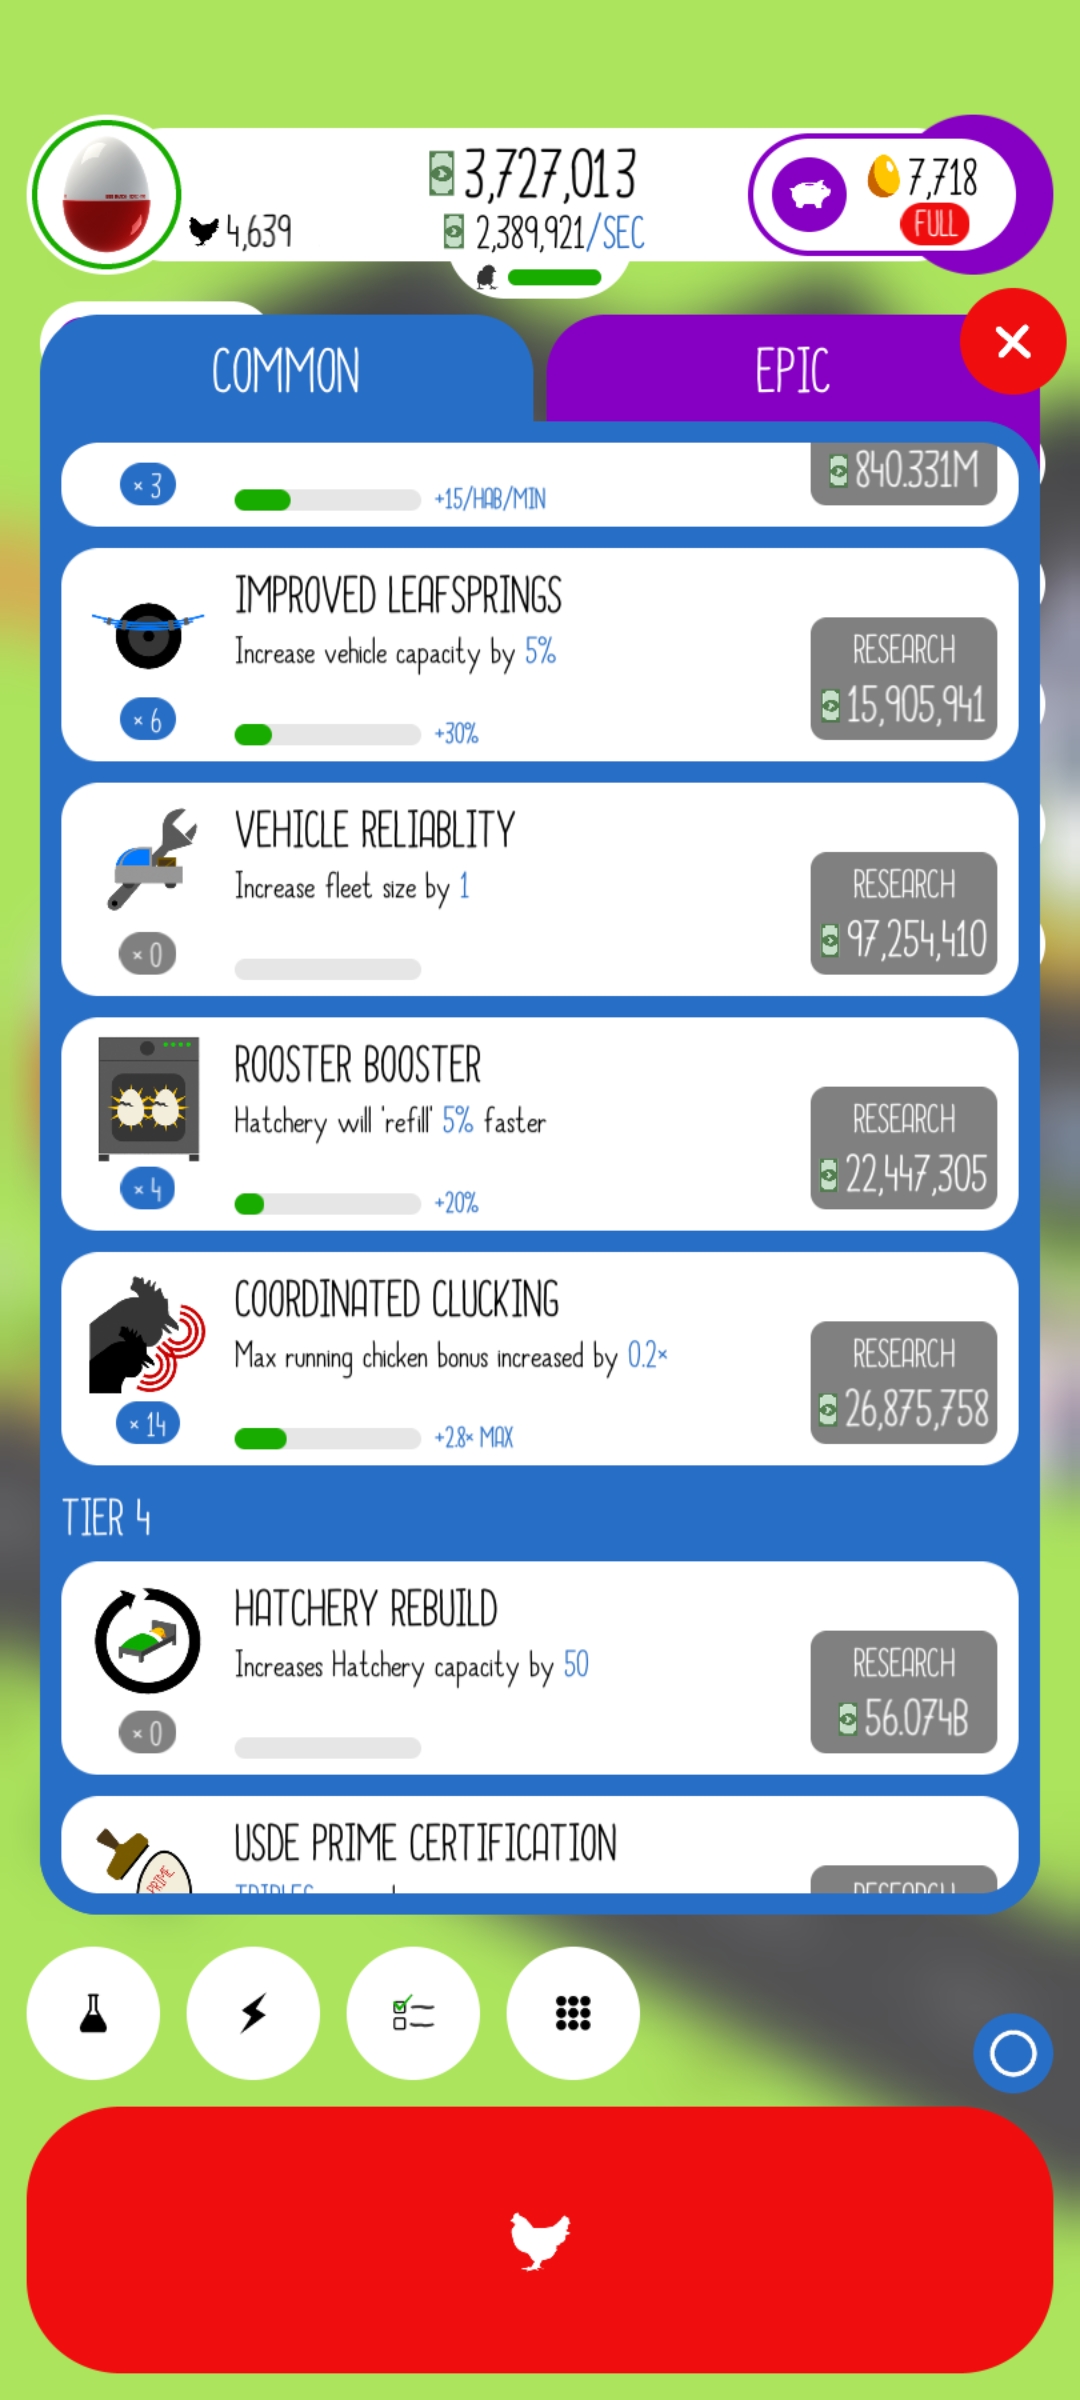 3,727,013
7,718
4,639
2,389,921/SEC
FULL
COMMON
EPIC
× 3
+15/HAB/MIN
840.331M
IMPROVED LEAFSPRINGS
Increase vehicle capacity by 5%
RESEARCH
15,905,941
× 6
+30%
VEHICLE RELIABLITY
Increase fleet size by 1
RESEARCH
97,254,410
× 0
ROOSTER BOOSTER
Hatchery will 'refill' 5% faster
RESEARCH
22,447,305
× 4
+20%
COORDINATED CLUCKING
Max running chicken bonus increased by 0.2×
RESEARCH
26,875,758
× 14
+2.8× MAX
TIER 4
HATCHERY REBUILD
Increases Hatchery capacity by 50
RESEARCH
56.074B
× 0
USDE PRIME CERTIFICATION
PRIME
TRIPLES
RESEARCH